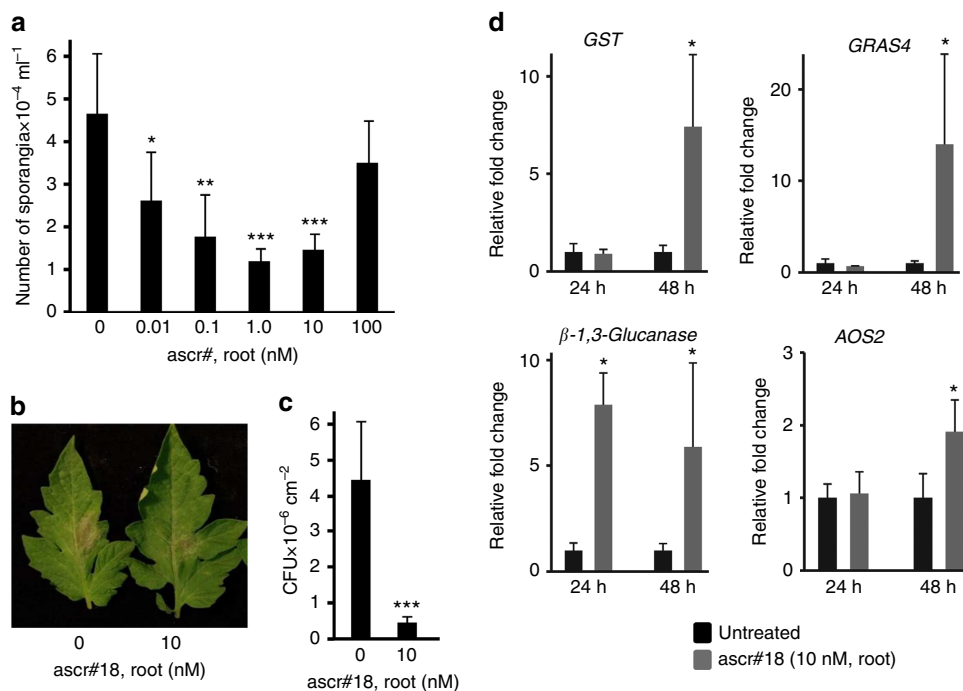 a
Number of sporangia×10⁻⁴ ml⁻¹
6
5
4
3
2
1
0
*
**
***
***
0 0.01 0.1 1.0 10 100
ascr#, root (nM)
b
0 10
ascr#18, root (nM)
c
CFU×10⁻⁶ cm⁻²
6
5
4
3
2
1
0
***
0 10
ascr#18, root (nM)
d
GST
Relative fold change
10
5
0
*
24 h 48 h
GRAS4
Relative fold change
20
10
0
*
24 h 48 h
β-1,3-Glucanase
Relative fold change
10
5
0
* *
24 h 48 h
AOS2
Relative fold change
3
2
1
0
*
24 h 48 h
Untreated
ascr#18 (10 nM, root)